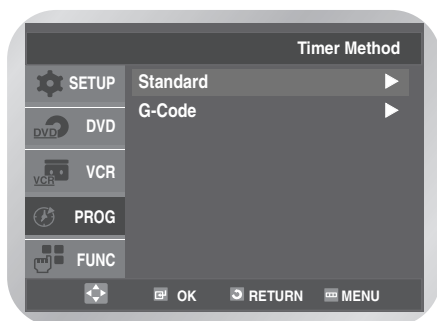 Timer Method
SETUP
DVD DVD
VCR VCR
PROG
FUNC
Standard
G-Code
OK RETURN MENU